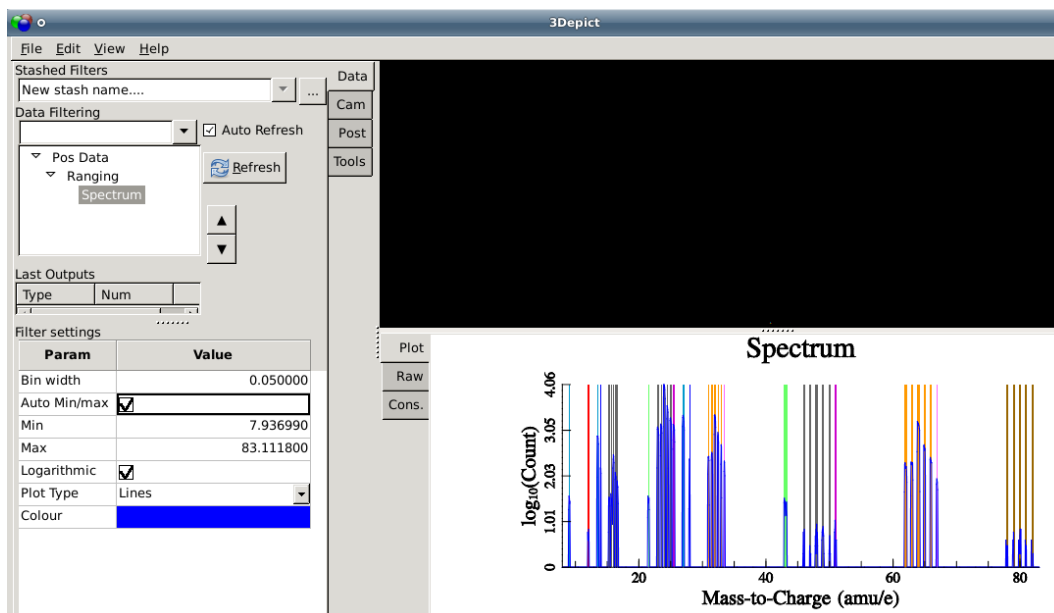 3Depict
File Edit View Help
Stashed Filters
New stash name....
...
Data Filtering
Auto Refresh
Pos Data
Ranging
Spectrum
Refresh
Last Outputs
Type Num
Filter settings
Param Value
Bin width 0.050000
Auto Min/max
Min 7.936990
Max 83.111800
Logarithmic
Plot Type Lines
Colour
Data
Cam
Post
Tools
Plot
Raw
Cons.
Spectrum
log₁₀(Count)
4.06
3.05
2.03
1.01
0
20 40 60 80
Mass-to-Charge (amu/e)